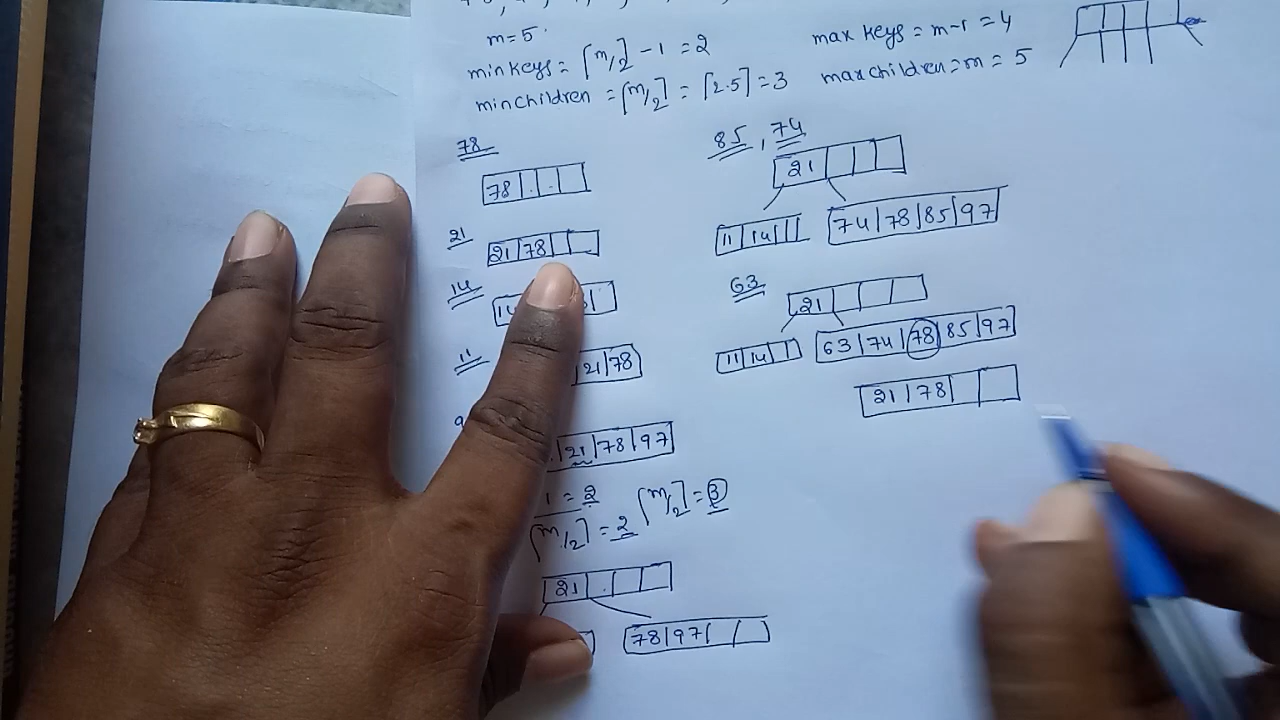 m=5
min keys = ⌈m/2⌉ - 1 = 2
max keys = m-1 = 4
min children = ⌈m/2⌉ = ⌈2.5⌉ = 3
max children = m = 5
78
78
21
21 78
14
11
21 78
21 78 97
1 = 2
⌈m/2⌉ = 3
m/2⌋ = 2
21
78 97
85, 74
21
11 14
74 78 85 97
63
21
11 14
63 74 78 85 97
21 78